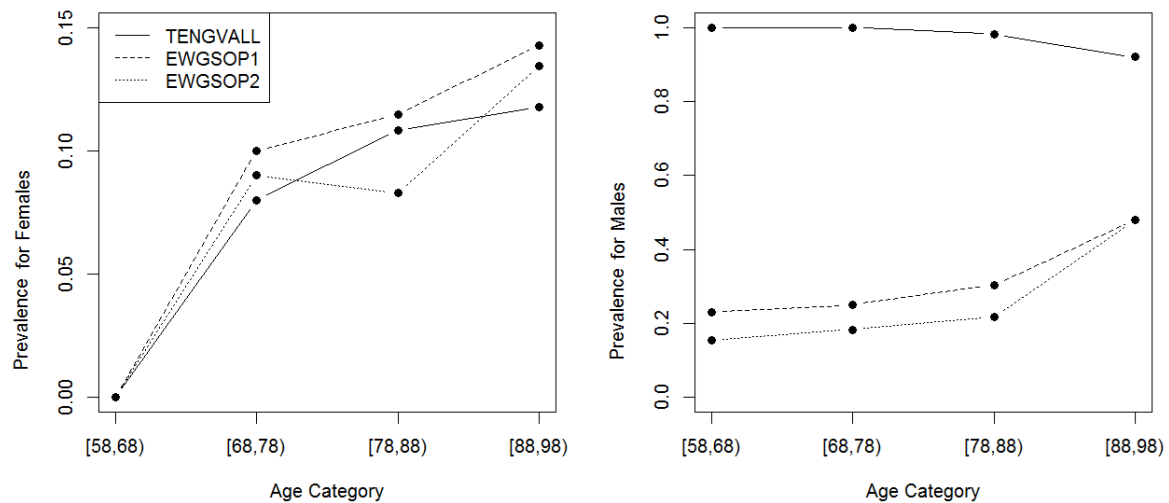 TENGVALL
EWGSOP1
EWGSOP2
Prevalence for Females
0.15
0.10
0.05
0.00
[58,68) [68,78) [78,88) [88,98)
Age Category
Prevalence for Males
1.0
0.8
0.6
0.4
0.2
0.0
[58,68) [68,78) [78,88) [88,98)
Age Category